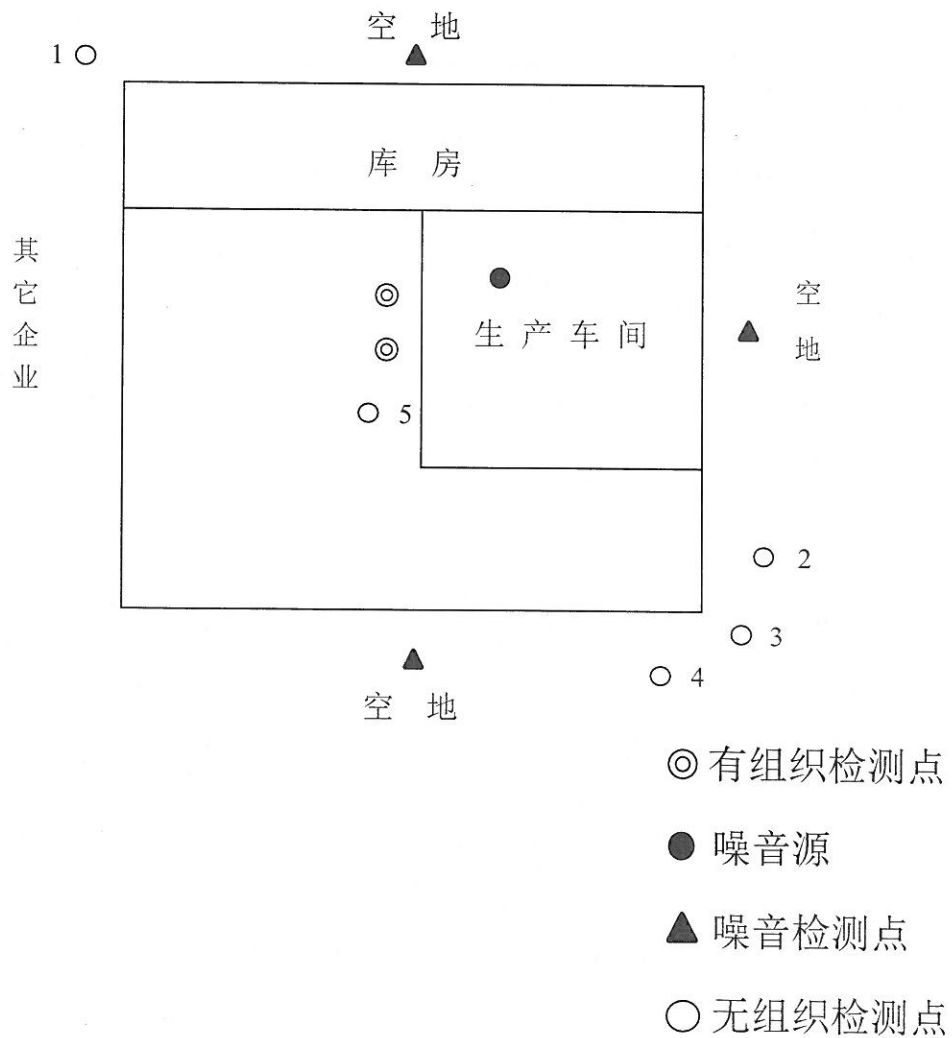 空 地
1
库 房
其它企业
空地
生 产 车 间
5
2
3
4
空 地
有组织检测点
噪音源
噪音检测点
无组织检测点